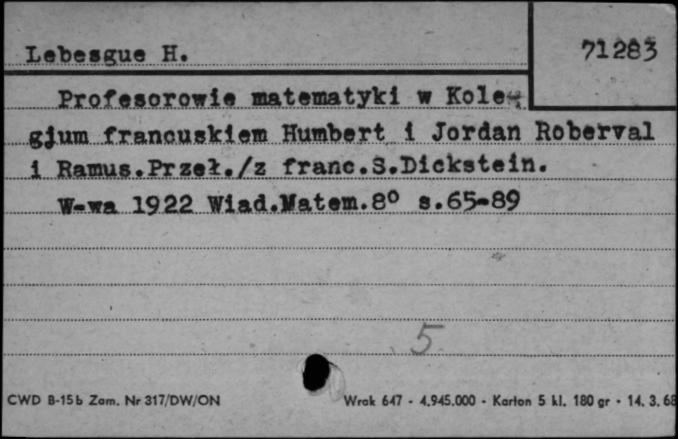 Lebesgue H.
71283
Profesorowie matematyki w Kole-
gjum francuskiem Humbert i Jordan Roberval
i Ramus.Przeł./z franc.S.Dickstein.
W-wa 1922 Wiad.Matem.8º s.65-89
5
CWD B-15b Zam. Nr 317/DW/ON
Wrak 647 - 4.945.000 - Karton 5 kl. 180 gr - 14. 3. 68